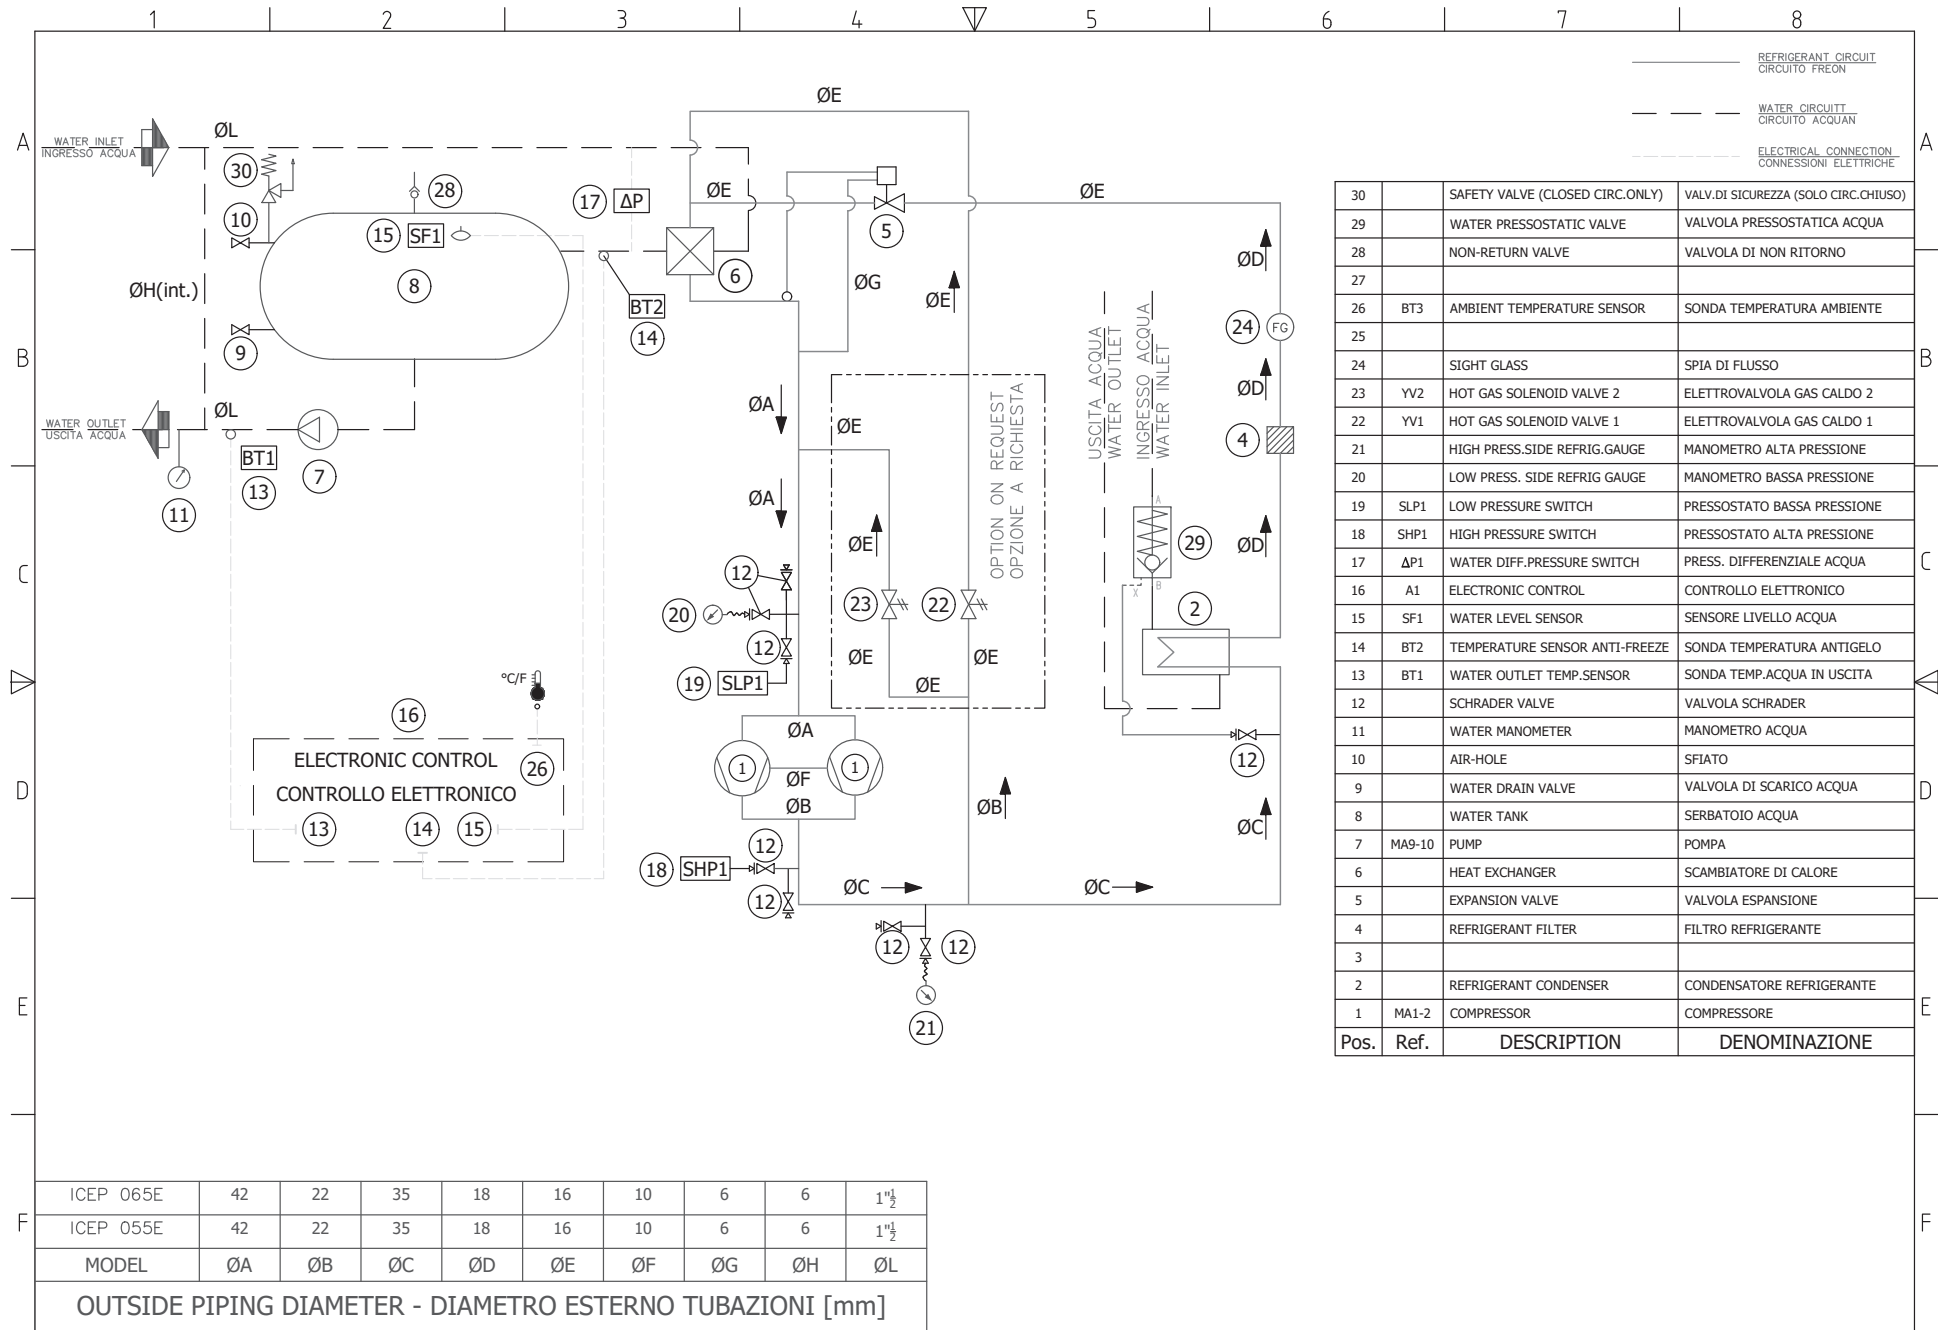 1 2 3 4 5 6 7 8
REFRIGERANT CIRCUIT
CIRCUITO FREON
WATER CIRCUITT
CIRCUITO ACQUAN
ELECTRICAL CONNECTION
CONNESSIONI ELETTRICHE
A A
B B
C C
D D
E E
F F
WATER INLET
INGRESSO ACQUA
ØL
30
10
28
15 SF1
8
9
ØH(int.)
WATER OUTLET
USCITA ACQUA
ØL
BT1
13
7
11
17 ΔP
BT2
14
6
ØE
ØE
5
ØE
ØG
ØE
ØA
ØE
ØA
ØE
OPTION ON REQUEST
OPZIONE A RICHIESTA
USCITA ACQUA
WATER OUTLET
INGRESSO ACQUA
WATER INLET
ØD
24 FG
ØD
4
ØD
A
29
X B
2
12
20
12
19 SLP1
23
22
ØE
ØE
ØE
°C/F
16
ELECTRONIC CONTROL
CONTROLLO ELETTRONICO
26
13 14 15
ØA
1 1
ØF
ØB
ØB
12
ØC
18 SHP1
12
12
ØC
ØC
12 12
21
30 SAFETY VALVE (CLOSED CIRC.ONLY) VALV.DI SICUREZZA (SOLO CIRC.CHIUSO)
29 WATER PRESSOSTATIC VALVE VALVOLA PRESSOSTATICA ACQUA
28 NON-RETURN VALVE VALVOLA DI NON RITORNO
27
26 BT3 AMBIENT TEMPERATURE SENSOR SONDA TEMPERATURA AMBIENTE
25
24 SIGHT GLASS SPIA DI FLUSSO
23 YV2 HOT GAS SOLENOID VALVE 2 ELETTROVALVOLA GAS CALDO 2
22 YV1 HOT GAS SOLENOID VALVE 1 ELETTROVALVOLA GAS CALDO 1
21 HIGH PRESS.SIDE REFRIG.GAUGE MANOMETRO ALTA PRESSIONE
20 LOW PRESS. SIDE REFRIG GAUGE MANOMETRO BASSA PRESSIONE
19 SLP1 LOW PRESSURE SWITCH PRESSOSTATO BASSA PRESSIONE
18 SHP1 HIGH PRESSURE SWITCH PRESSOSTATO ALTA PRESSIONE
17 ΔP1 WATER DIFF.PRESSURE SWITCH PRESS. DIFFERENZIALE ACQUA
16 A1 ELECTRONIC CONTROL CONTROLLO ELETTRONICO
15 SF1 WATER LEVEL SENSOR SENSORE LIVELLO ACQUA
14 BT2 TEMPERATURE SENSOR ANTI-FREEZE SONDA TEMPERATURA ANTIGELO
13 BT1 WATER OUTLET TEMP.SENSOR SONDA TEMP.ACQUA IN USCITA
12 SCHRADER VALVE VALVOLA SCHRADER
11 WATER MANOMETER MANOMETRO ACQUA
10 AIR-HOLE SFIATO
9 WATER DRAIN VALVE VALVOLA DI SCARICO ACQUA
8 WATER TANK SERBATOIO ACQUA
7 MA9-10 PUMP POMPA
6 HEAT EXCHANGER SCAMBIATORE DI CALORE
5 EXPANSION VALVE VALVOLA ESPANSIONE
4 REFRIGERANT FILTER FILTRO REFRIGERANTE
3
2 REFRIGERANT CONDENSER CONDENSATORE REFRIGERANTE
1 MA1-2 COMPRESSOR COMPRESSORE
Pos. Ref. DESCRIPTION DENOMINAZIONE
ICEP 065E 42 22 35 18 16 10 6 6 1"½
ICEP 055E 42 22 35 18 16 10 6 6 1"½
MODEL ØA ØB ØC ØD ØE ØF ØG ØH ØL
OUTSIDE PIPING DIAMETER - DIAMETRO ESTERNO TUBAZIONI [mm]